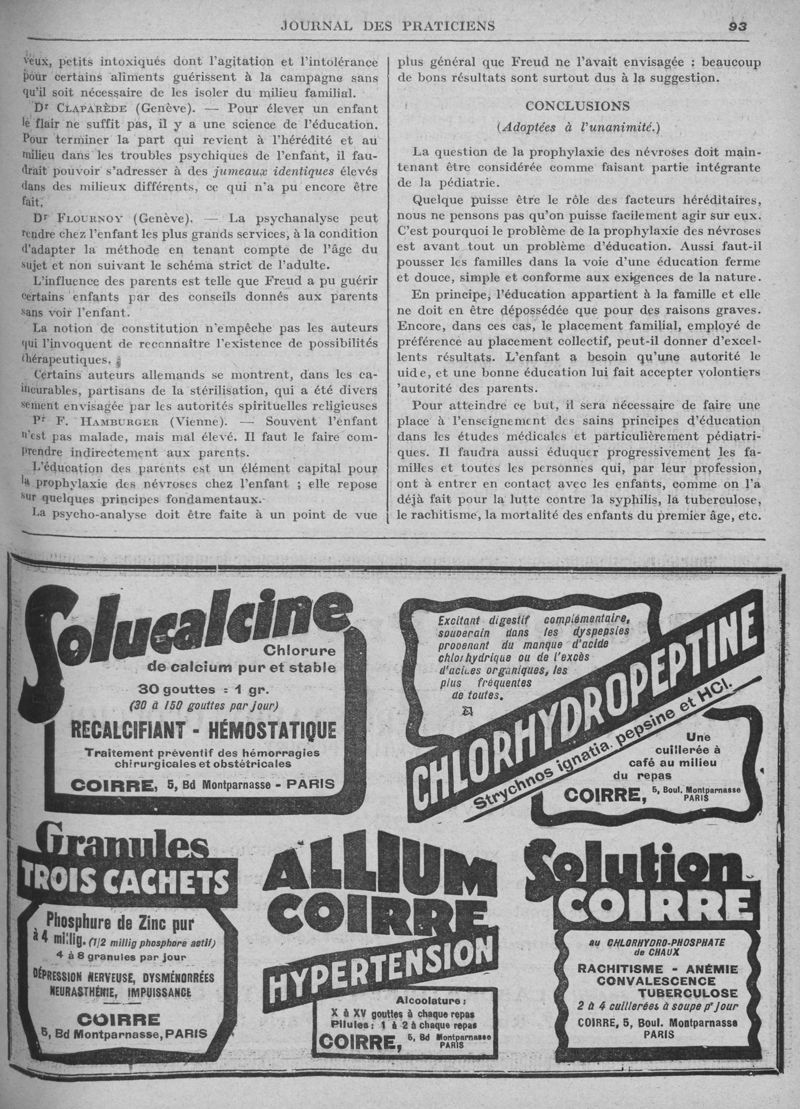 JOURNAL DES PRATICIENS
93
veux, petits intoxiqués dont l'agitation et l'intolérance
pour certains aliments guérissent à la campagne sans
qu'il soit nécessaire de les isoler du milieu familial.
Dr CLAPARÈDE (Genève). — Pour élever un enfant
le flair ne suffit pas, il y a une science de l'éducation.
Pour terminer la part qui revient à l'hérédité et au
milieu dans les troubles psychiques de l'enfant, il fau-
drait pouvoir s'adresser à des jumeaux identiques élevés
dans des milieux différents, ce qui n'a pu encore être
fait.
Dr FLOURNOY (Genève). — La psychanalyse peut
rendre chez l'enfant les plus grands services, à la condition
d'adapter la méthode en tenant compte de l'âge du
sujet et non suivant le schéma strict de l'adulte.
L'influence des parents est telle que Freud a pu guérir
certains enfants par des conseils donnés aux parents
sans voir l'enfant.
La notion de constitution n'empêche pas les auteurs
qui l'invoquent de reconnaître l'existence de possibilités
thérapeutiques.
Certains auteurs allemands se montrent, dans les ca-
incurables, partisans de la stérilisation, qui a été divers
sement envisagée par les autorités spirituelles religieuses
Pr F. HAMBURGER (Vienne). — Souvent l'enfant
n'est pas malade, mais mal élevé. Il faut le faire com-
prendre indirectement aux parents.
L'éducation des parents est un élément capital pour
la prophylaxie des névroses chez l'enfant ; elle repose
sur quelques principes fondamentaux.
La psycho-analyse doit être faite à un point de vue
plus général que Freud ne l'avait envisagée : beaucoup
de bons résultats sont surtout dus à la suggestion.
CONCLUSIONS
(Adoptées à l'unanimité.)
La question de la prophylaxie des névroses doit main-
tenant être considérée comme faisant partie intégrante
de la pédiatrie.
Quelque puisse être le rôle des facteurs héréditaires,
nous ne pensons pas qu'on puisse facilement agir sur eux.
C'est pourquoi le problème de la prophylaxie des névroses
est avant tout un problème d'éducation. Aussi faut-il
pousser les familles dans la voie d'une éducation ferme
et douce, simple et conforme aux exigences de la nature.
En principe, l'éducation appartient à la famille et elle
ne doit en être dépossédée que pour des raisons graves.
Encore, dans ces cas, le placement familial, employé de
préférence au placement collectif, peut-il donner d'excel-
lents résultats. L'enfant a besoin qu'une autorité le
uide, et une bonne éducation lui fait accepter volontiers
'autorité des parents.
Pour atteindre ce but, il sera nécessaire de faire une
place à l'enseignement des sains principes d'éducation
dans les études médicales et particulièrement pédiatri-
ques. Il faudra aussi éduquer progressivement les fa-
milles et toutes les personnes qui, par leur profession,
ont à entrer en contact avec les enfants, comme on l'a
déjà fait pour la lutte contre la syphilis, la tuberculose,
le rachitisme, la mortalité des enfants du premier âge, etc.
Solucalcine
Chlorure
de calcium pur et stable
30 gouttes : 1 gr.
(30 à 150 gouttes par jour)
RECALCIFIANT - HÉMOSTATIQUE
Traitement préventif des hémorragies
chirurgicales et obstétricales
COIRRE, 5, Bd Montparnasse - PARIS
Excitant digestif complémentaire,
souverain dans les dyspepsies
provenant du manque d'acide
chlorhydrique ou de l'excès
d'acides organiques, les
plus fréquentes
de toutes.
CHLORHYDROPEPTINE
Strychnos ignatia. pepsine et HCl.
Une
cuillerée à
café au milieu
du repas
COIRRE, 5, Boul. Montparnasse
PARIS
Granules
TROIS CACHETS
Phosphure de Zinc pur
à 4 millig. (1/2 millig phosphore actif)
4 à 8 granules par jour
DÉPRESSION NERVEUSE, DYSMÉNORRÉES
NEURASTHÉNIE, IMPUISSANCE
COIRRE
5, Bd Montparnasse, PARIS
ALLIUM
COIRRE
HYPERTENSION
Alcoolature :
X à XV gouttes à chaque repas
Pilules : 1 à 2 à chaque repas
COIRRE, 5, Bd Montparnasse
PARIS
Solution
COIRRE
au CHLORHYDRO-PHOSPHATE
de CHAUX
RACHITISME - ANÉMIE
CONVALESCENCE
TUBERCULOSE
2 à 4 cuillerées à soupe pr jour
COIRRE, 5, Boul. Montparnasse
PARIS